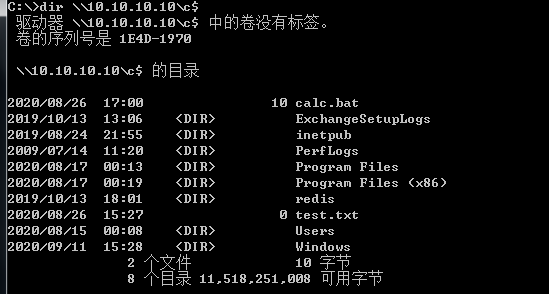 C:\>dir \\10.10.10.10\c$
驱动器 \\10.10.10.10\c$ 中的卷没有标签。
卷的序列号是 1E4D-1970
\\10.10.10.10\c$ 的目录
2020/08/26  17:00                10 calc.bat
2019/10/13  13:06    <DIR>          ExchangeSetupLogs
2019/08/24  21:55    <DIR>          inetpub
2009/07/14  11:20    <DIR>          PerfLogs
2020/08/17  00:13    <DIR>          Program Files
2020/08/17  00:19    <DIR>          Program Files (x86)
2019/10/13  18:01    <DIR>          redis
2020/08/26  15:27                 0 test.txt
2020/08/15  00:08    <DIR>          Users
2020/09/11  15:28    <DIR>          Windows
2 个文件             10 字节
8 个目录 11,518,251,008 可用字节